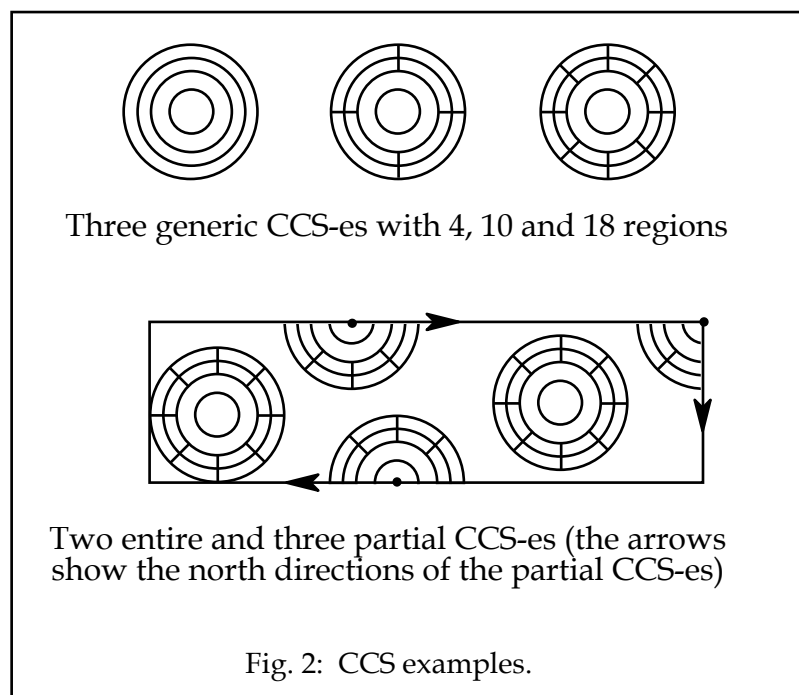 Three generic CCS-es with 4, 10 and 18 regions
Two entire and three partial CCS-es (the arrows
show the north directions of the partial CCS-es)
Fig. 2: CCS examples.